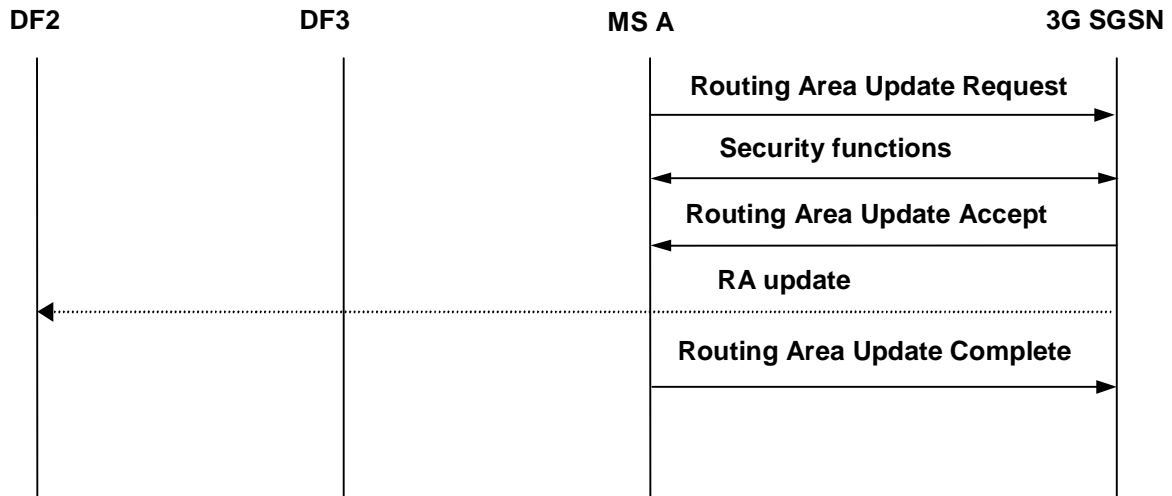 DF2 DF3 MS A 3G SGSN
Routing Area Update Request
Security functions
Routing Area Update Accept
RA update
Routing Area Update Complete